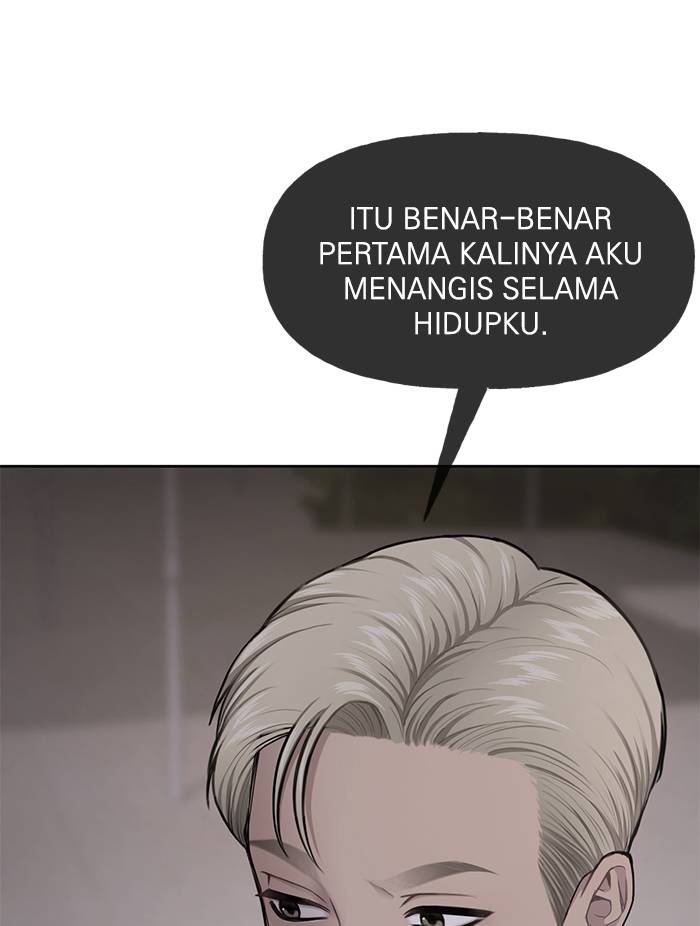 ITU BENAR-BENAR
PERTAMA KALINYA AKU
MENANGIS SELAMA
HIDUPKU.